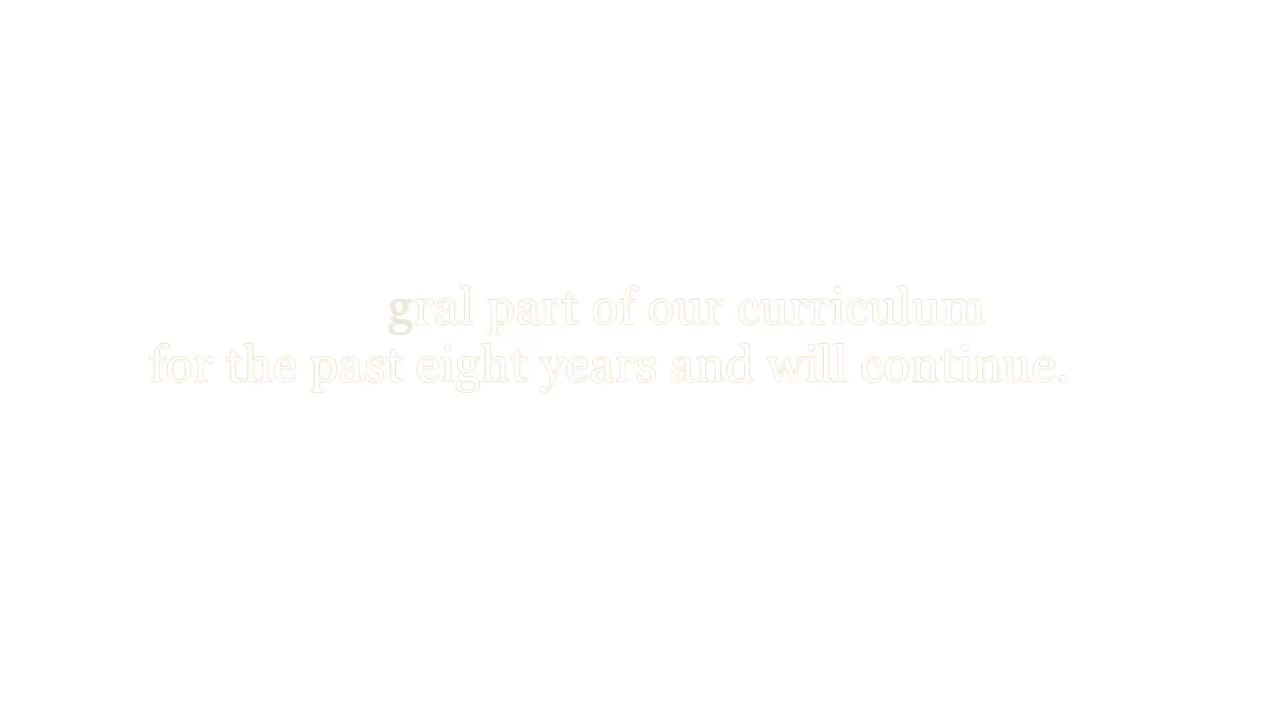 gral part of our curriculum
for the past eight years and will continue.